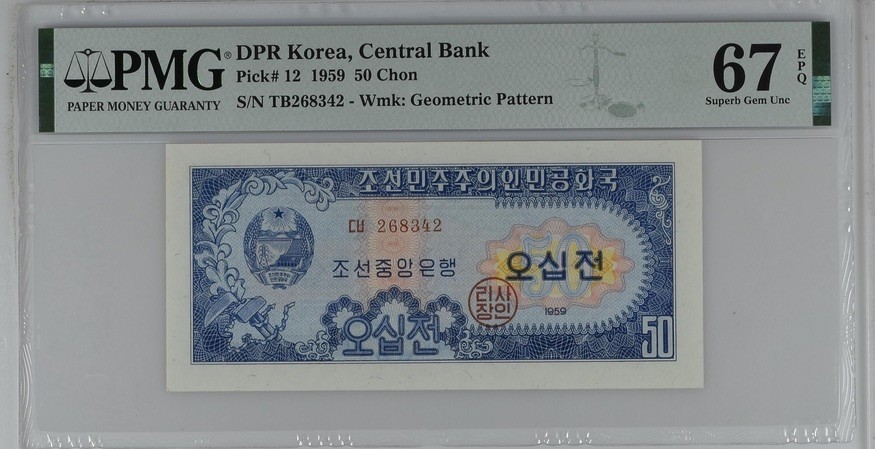 PMG®
PAPER MONEY GUARANTY
DPR Korea, Central Bank
Pick# 12 1959 50 Chon
S/N TB268342 - Wmk: Geometric Pattern
67
EPQ
Superb Gem Unc
조선민주주의인민공화국
ㄷㅂ 268342
조선중앙은행
50
오십전
리사
장인
1959
오십전
50